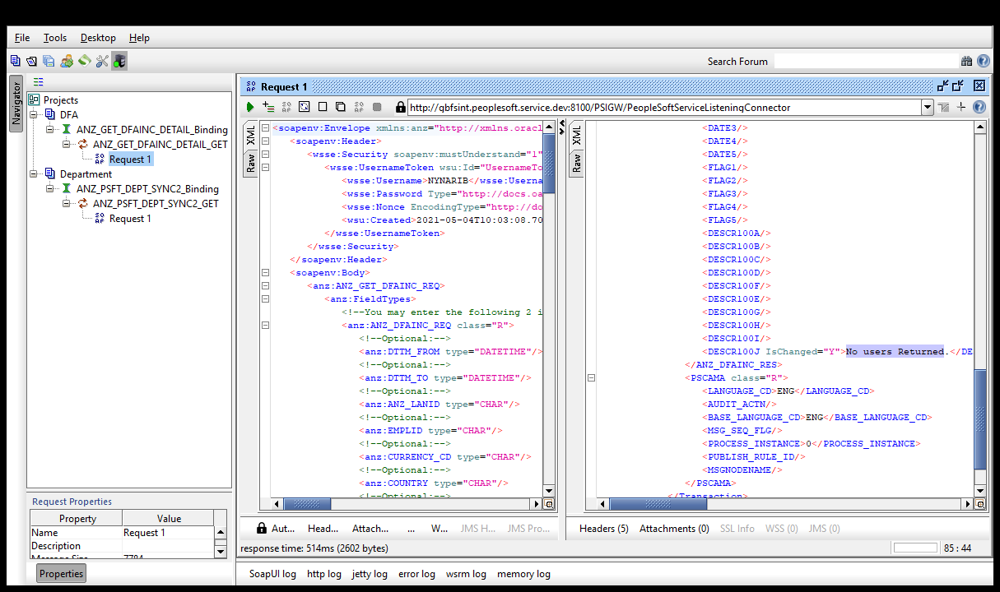 File Tools Desktop Help
Search Forum
Navigator
Projects
DFA
ANZ_GET_DFAINC_DETAIL_Binding
ANZ_GET_DFAINC_DETAIL_GET
Request 1
Department
ANZ_PSFT_DEPT_SYNC2_Binding
ANZ_PSFT_DEPT_SYNC2_GET
Request 1
Request Properties
Property Value
Name Request 1
Description
Message Size 7784
Properties
Request 1
http://qbfsint.peoplesoft.service.dev:8100/PSIGW/PeopleSoftServiceListeningConnector
XML
Raw
<soapenv:Envelope xmlns:anz="http://xmlns.oracl
<soapenv:Header>
<wsse:Security soapenv:mustUnderstand="1"
<wsse:UsernameToken wsu:Id="UsernameTo
<wsse:Username>NYNARIB</wsse:Userna
<wsse:Password Type="http://docs.oa
<wsse:Nonce EncodingType="http://do
<wsu:Created>2021-05-04T10:03:08.70
</wsse:UsernameToken>
</wsse:Security>
</soapenv:Header>
<soapenv:Body>
<anz:ANZ_GET_DFAINC_REQ>
<anz:FieldTypes>
<!--You may enter the following 2 i
<anz:ANZ_DFAINC_REQ class="R">
<!--Optional:-->
<anz:DTTM_FROM type="DATETIME"/>
<!--Optional:-->
<anz:DTTM_TO type="DATETIME"/>
<!--Optional:-->
<anz:ANZ_LANID type="CHAR"/>
<!--Optional:-->
<anz:EMPLID type="CHAR"/>
<!--Optional:-->
<anz:CURRENCY_CD type="CHAR"/>
<!--Optional:-->
<anz:COUNTRY type="CHAR"/>
<!--Optional:-->
Aut... Head... Attach... ... W... JMS H... JMS Pro...
XML
Raw
<DATE3/>
<DATE4/>
<DATE5/>
<FLAG1/>
<FLAG2/>
<FLAG3/>
<FLAG4/>
<FLAG5/>
<DESCR100A/>
<DESCR100B/>
<DESCR100C/>
<DESCR100D/>
<DESCR100F/>
<DESCR100E/>
<DESCR100G/>
<DESCR100H/>
<DESCR100I/>
<DESCR100J IsChanged="Y">No users Returned.</DE
</ANZ_DFAINC_RES>
<PSCAMA class="R">
<LANGUAGE_CD>ENG</LANGUAGE_CD>
<AUDIT_ACTN/>
<BASE_LANGUAGE_CD>ENG</BASE_LANGUAGE_CD>
<MSG_SEQ_FLG/>
<PROCESS_INSTANCE>0</PROCESS_INSTANCE>
<PUBLISH_RULE_ID/>
<MSGNODENAME/>
</PSCAMA>
</Transaction>
Headers (5) Attachments (0) SSL Info WSS (0) JMS (0)
response time: 514ms (2602 bytes)
85 : 44
SoapUI log http log jetty log error log wsrm log memory log